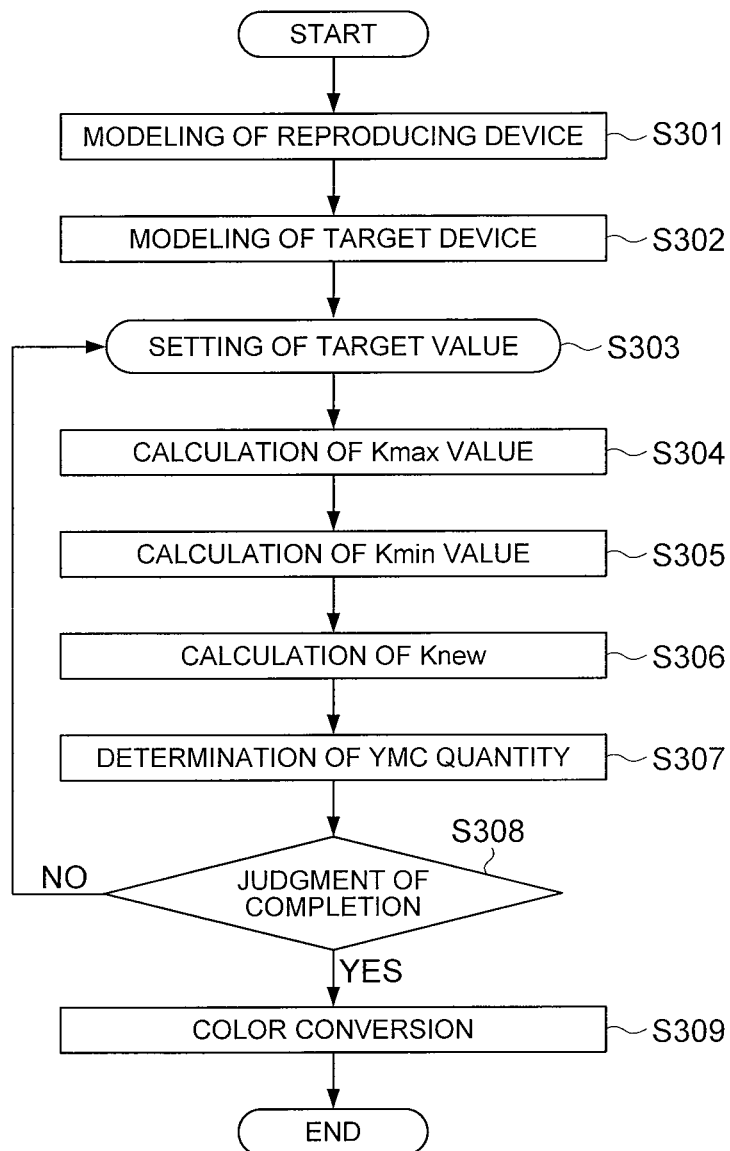 START
MODELING OF REPRODUCING DEVICE
S301
MODELING OF TARGET DEVICE
S302
SETTING OF TARGET VALUE
S303
CALCULATION OF Kmax VALUE
S304
CALCULATION OF Kmin VALUE
S305
CALCULATION OF Knew
S306
DETERMINATION OF YMC QUANTITY
S307
S308
NO
JUDGMENT OF
COMPLETION
YES
COLOR CONVERSION
S309
END